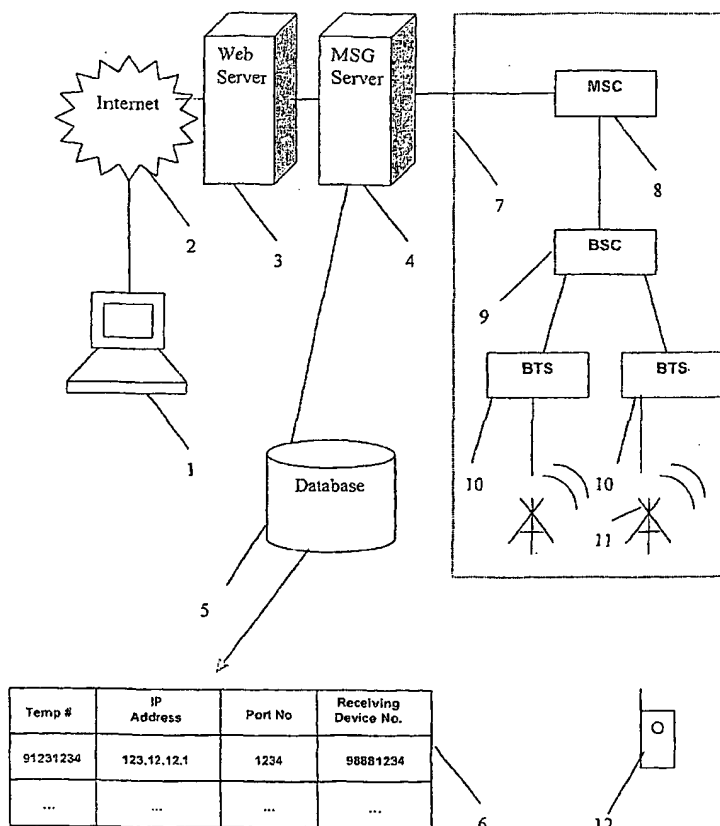 Web
Server
MSG
Server
Internet
MSC
2
3
4
7
8
BSC
9
BTS
BTS
1
10
10
11
Database
5
Temp #
IP
Address
Port No
Receiving
Device No.
91231234
123.12.12.1
1234
98881234
...
...
...
...
6
12